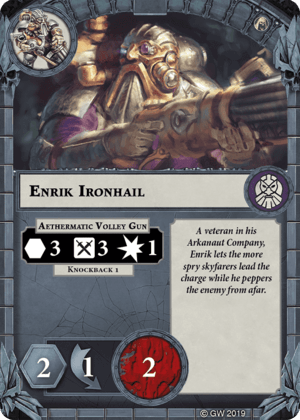 Enrik Ironhail
Aethermatic Volley Gun
3 3 1
Knockback 1
A veteran in his
Arkanaut Company,
Enrik lets the more
spry skyfarers lead the
charge while he peppers
the enemy from afar.
2 1 2
© GW 2019